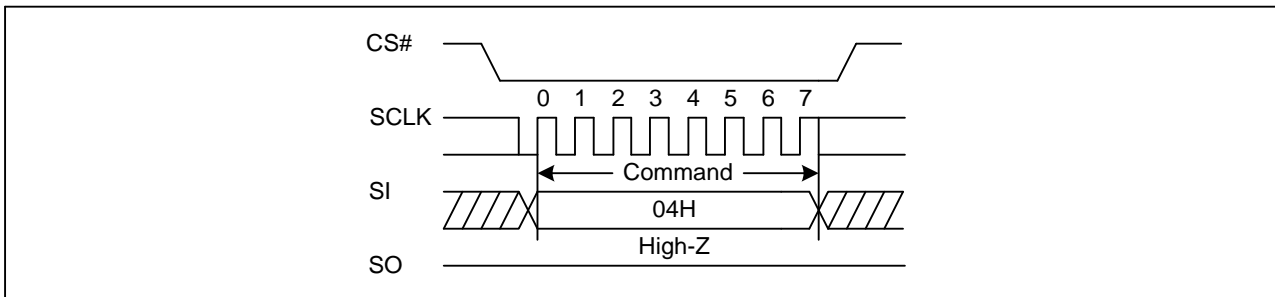 CS#
0 1 2 3 4 5 6 7
SCLK
Command
SI
04H
High-Z
SO